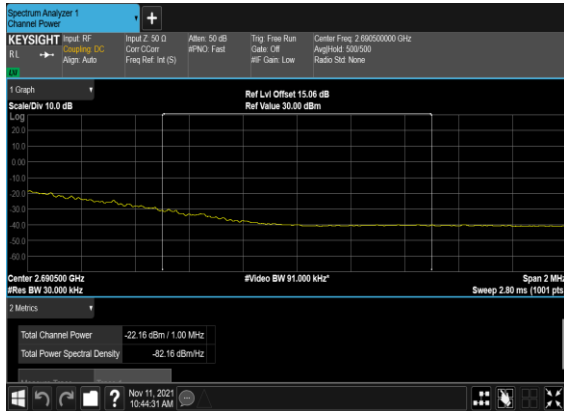 Spectrum Analyzer 1
Channel Power
+
KEYSIGHT Input: RF Input Z: 50 Ω Atten: 50 dB Trig: Free Run Center Freq: 2.690500000 GHz
RL Coupling: DC Corr CCorr #PNO: Fast Gate: Off Avg|Hold: 500/500
Align: Auto Freq Ref: Int (S) #IF Gain: Low Radio Std: None
1 Graph
Ref Lvl Offset 15.06 dB
Scale/Div 10.0 dB Ref Value 30.00 dBm
Log
20.0
10.0
0.00
-10.0
-20.0
-30.0
-40.0
-50.0
-60.0
Center 2.690500 GHz #Video BW 91.000 kHz* Span 2 MHz
#Res BW 30.000 kHz Sweep 2.80 ms (1001 pts
2 Metrics
Total Channel Power -22.16 dBm / 1.00 MHz
Total Power Spectral Density -82.16 dBm/Hz
?
Nov 11, 2021
10:44:31 AM